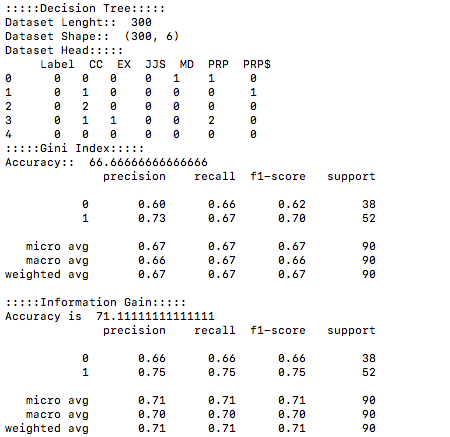 :::::Decision Tree:::::
Dataset Lenght::  300
Dataset Shape::  (300, 6)
Dataset Head:::::
     Label  CC  EX  JJS  MD  PRP  PRP$
0      0   0   0    0   1    1     0
1      0   1   0    0   0    0     1
2      0   2   0    0   0    0     0
3      0   1   1    0   0    2     0
4      0   0   0    0   0    0     0
:::::Gini Index:::::
Accuracy::  66.66666666666666
              precision    recall  f1-score   support
           0       0.60      0.66      0.62        38
           1       0.73      0.67      0.70        52
   micro avg       0.67      0.67      0.67        90
   macro avg       0.66      0.67      0.66        90
weighted avg       0.67      0.67      0.67        90
:::::Information Gain:::::
Accuracy is  71.11111111111111
              precision    recall  f1-score   support
           0       0.66      0.66      0.66        38
           1       0.75      0.75      0.75        52
   micro avg       0.71      0.71      0.71        90
   macro avg       0.70      0.70      0.70        90
weighted avg       0.71      0.71      0.71        90